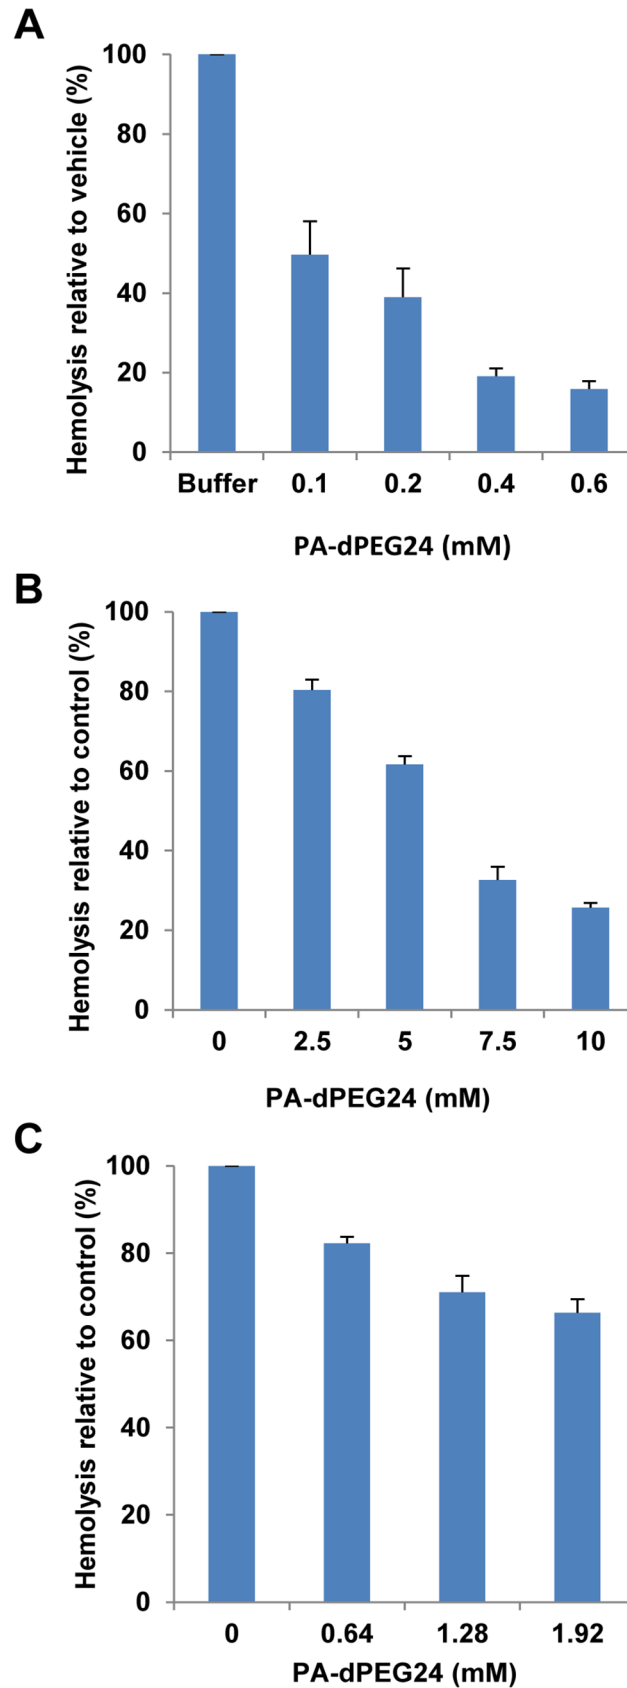 A
Hemolysis relative to vehicle (%)
100
80
60
40
20
0
Buffer 0.1 0.2 0.4 0.6
PA-dPEG24 (mM)
B
Hemolysis relative to control (%)
100
80
60
40
20
0
0 2.5 5 7.5 10
PA-dPEG24 (mM)
C
Hemolysis relative to control (%)
100
80
60
40
20
0
0 0.64 1.28 1.92
PA-dPEG24 (mM)